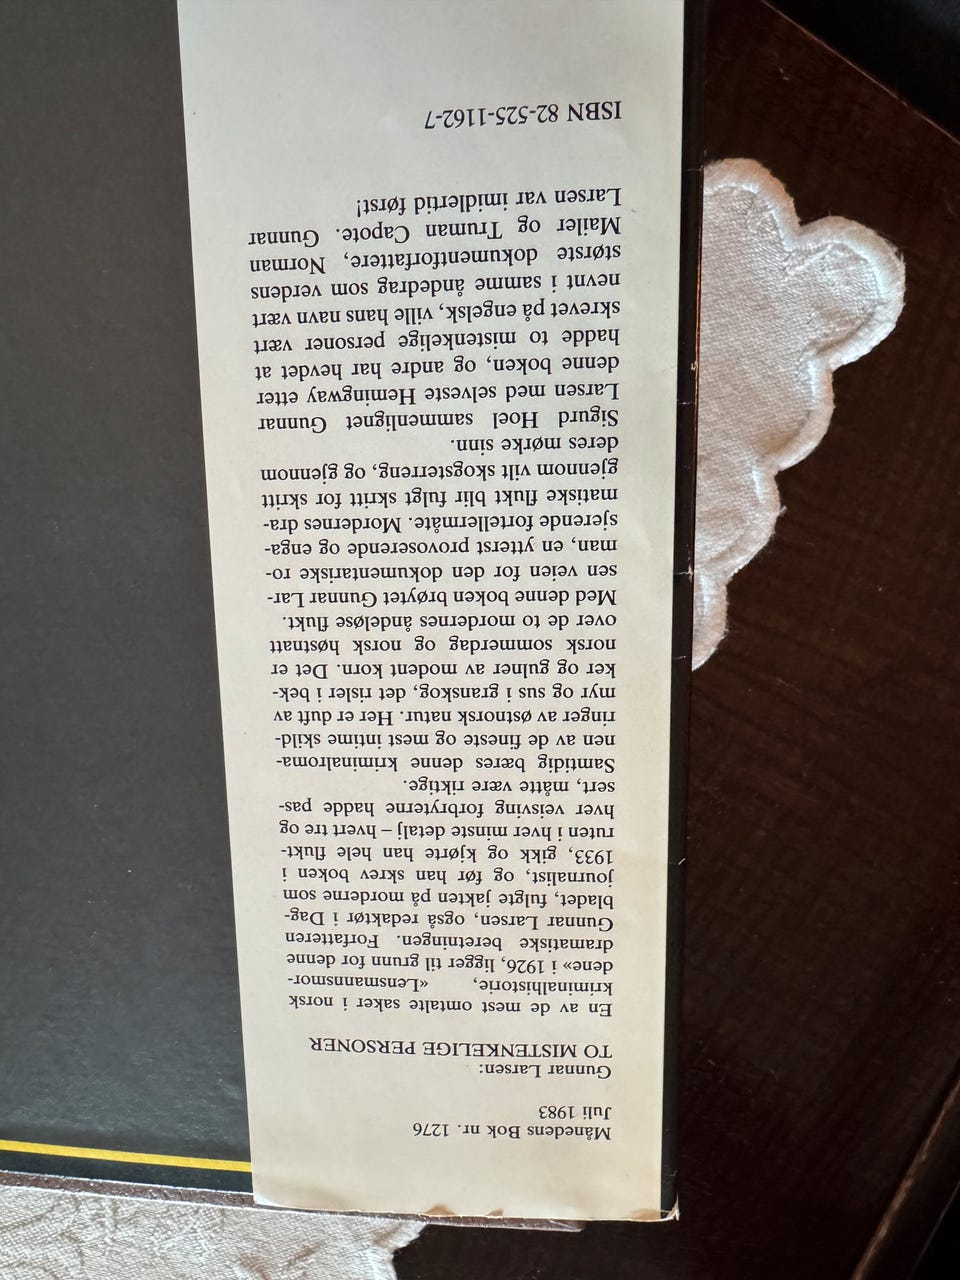 Månedens Bok nr. 1276
Juli 1983
Gunnar Larsen:
TO MISTENKELIGE PERSONER
En av de mest omtalte saker i norsk
kriminalhistorie, «Lensmannsmor-
dene» i 1926, ligger til grunn for denne
dramatiske beretningen. Forfatteren
Gunnar Larsen, også redaktør i Dag-
bladet, fulgte jakten på morderne som
journalist, og før han skrev boken i
1933, gikk og kjørte han hele flukt-
ruten i hver minste detalj – hvert tre og
hver veisving forbryterne hadde pas-
sert, måtte være riktige.
Samtidig bæres denne kriminalroma-
nen av de fineste og mest intime skild-
ringer av østnorsk natur. Her er duft av
myr og sus i granskog, det risler i bek-
ker og gulner av modent korn. Det er
norsk sommerdag og norsk høstnatt
over de to mordernes åndeløse flukt.
Med denne boken brøytet Gunnar Lar-
sen veien for den dokumentariske ro-
man, en ytterst provoserende og enga-
sjerende fortellermåte. Mordernes dra-
matiske flukt blir fulgt skritt for skritt
gjennom vilt skogsterreng, og gjennom
deres mørke sinn.
Sigurd Hoel sammenlignet Gunnar
Larsen med selveste Hemingway etter
denne boken, og andre har hevdet at
hadde to mistenkelige personer vært
skrevet på engelsk, ville hans navn vært
nevnt i samme åndedrag som verdens
største dokumentforfattere, Norman
Mailer og Truman Capote. Gunnar
Larsen var imidlertid først!
ISBN 82-525-1162-7